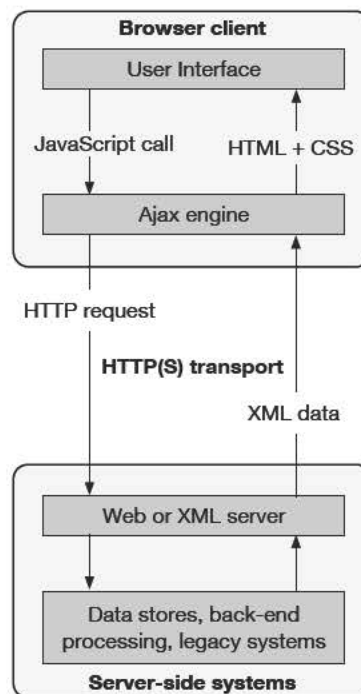 Browser client
User Interface
JavaScript call
HTML + CSS
Ajax engine
HTTP request
HTTP(S) transport
XML data
Web or XML server
Data stores, back-end
processing, legacy systems
Server-side systems